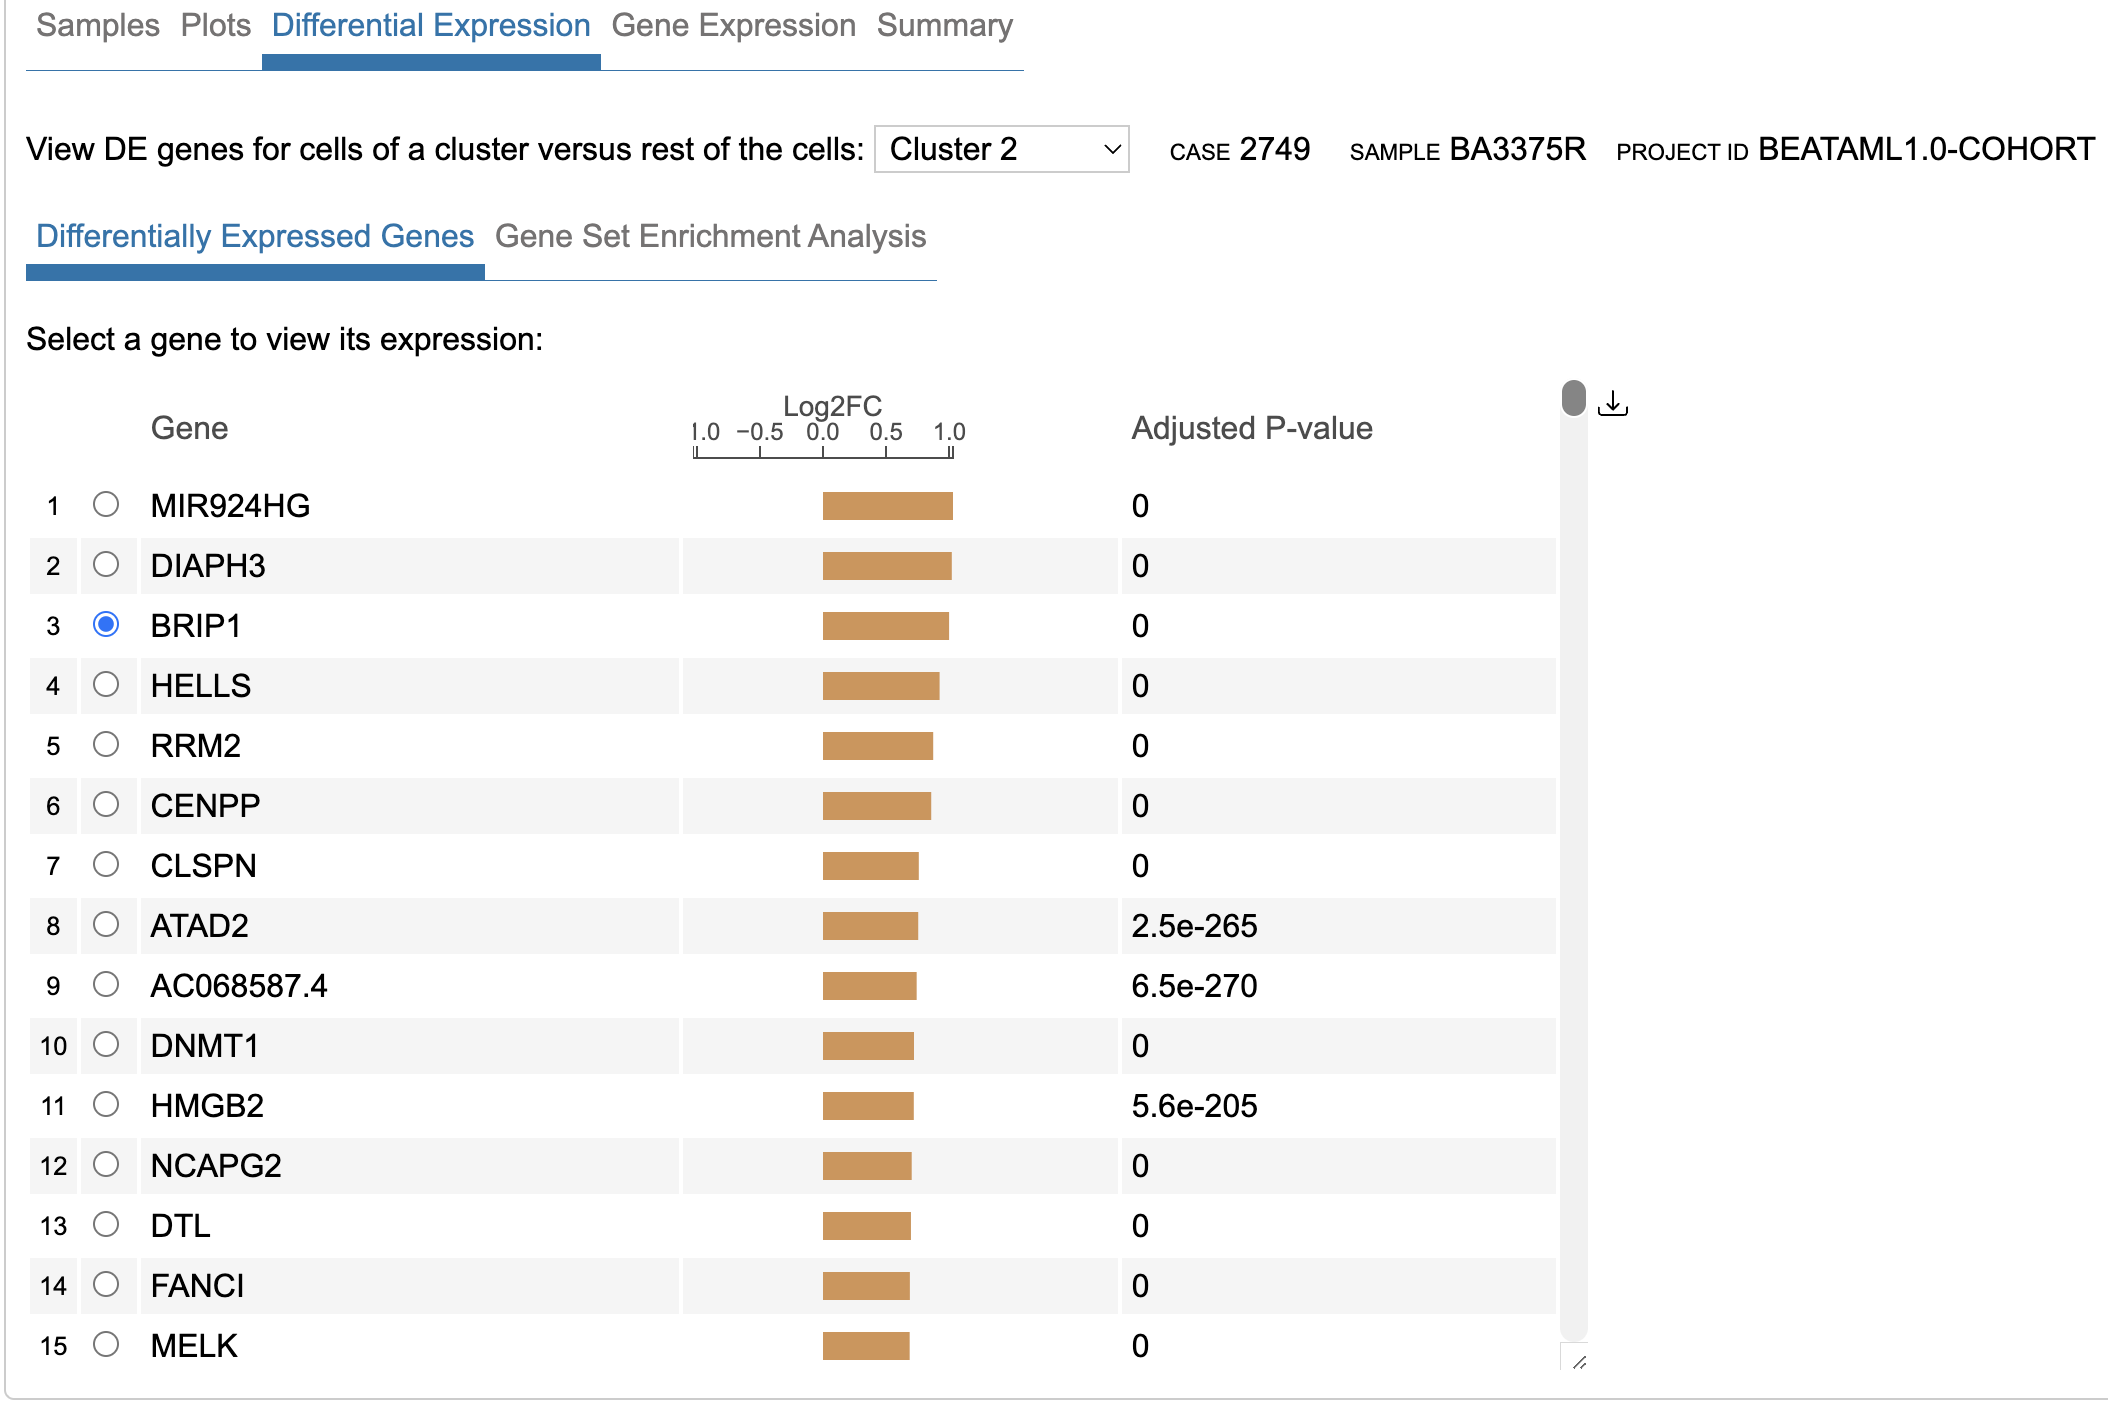 Samples Plots Differential Expression Gene Expression Summary
View DE genes for cells of a cluster versus rest of the cells: Cluster 2 CASE 2749 SAMPLE BA3375R PROJECT ID BEATAML1.0-COHORT
Differentially Expressed Genes Gene Set Enrichment Analysis
Select a gene to view its expression:
Gene Log2FC Adjusted P-value
1.0 −0.5 0.0 0.5 1.0
1 MIR924HG 0
2 DIAPH3 0
3 BRIP1 0
4 HELLS 0
5 RRM2 0
6 CENPP 0
7 CLSPN 0
8 ATAD2 2.5e-265
9 AC068587.4 6.5e-270
10 DNMT1 0
11 HMGB2 5.6e-205
12 NCAPG2 0
13 DTL 0
14 FANCI 0
15 MELK 0